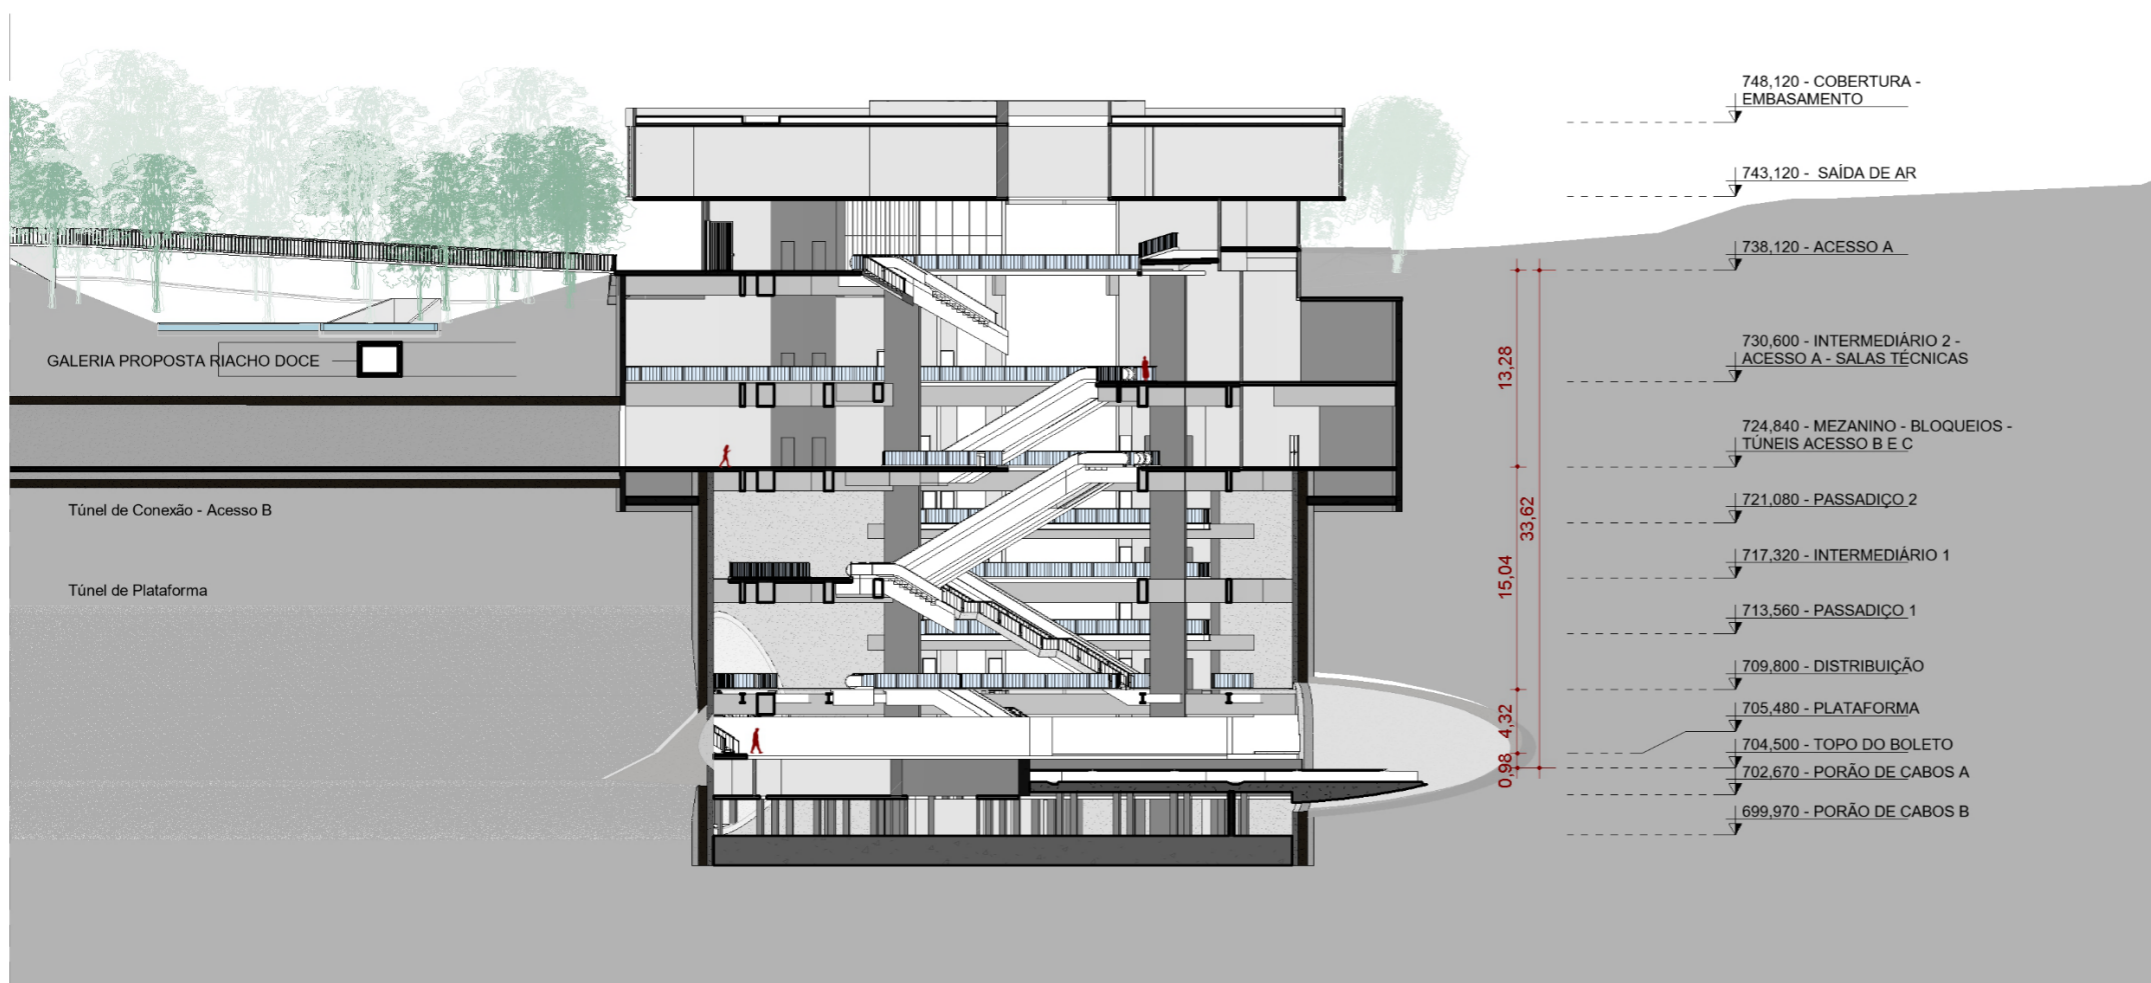 748,120 - COBERTURA -
EMBASAMENTO
743,120 - SAÍDA DE AR
738,120 - ACESSO A
730,600 - INTERMEDIÁRIO 2 -
ACESSO A - SALAS TÉCNICAS
GALERIA PROPOSTA RIACHO DOCE
13,28
724,840 - MEZANINO - BLOQUEIOS -
TÚNEIS ACESSO B E C
Túnel de Conexão - Acesso B
721,080 - PASSADIÇO 2
33,62
717,320 - INTERMEDIÁRIO 1
15,04
Túnel de Plataforma
713,560 - PASSADIÇO 1
709,800 - DISTRIBUIÇÃO
4,32
705,480 - PLATAFORMA
704,500 - TOPO DO BOLETO
0,98
702,670 - PORÃO DE CABOS A
699,970 - PORÃO DE CABOS B